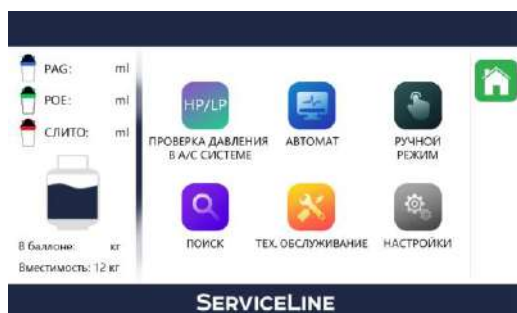 PAG: ml
POE: ml
СЛИТО: ml
В баллоне: кг
Вместимость: 12 кг
HP/LP
ПРОВЕРКА ДАВЛЕНИЯ
В А/С СИСТЕМЕ
АВТОМАТ
РУЧНОЙ
РЕЖИМ
ПОИСК
ТЕХ. ОБСЛУЖИВАНИЕ
НАСТРОЙКИ
SERVICELINE